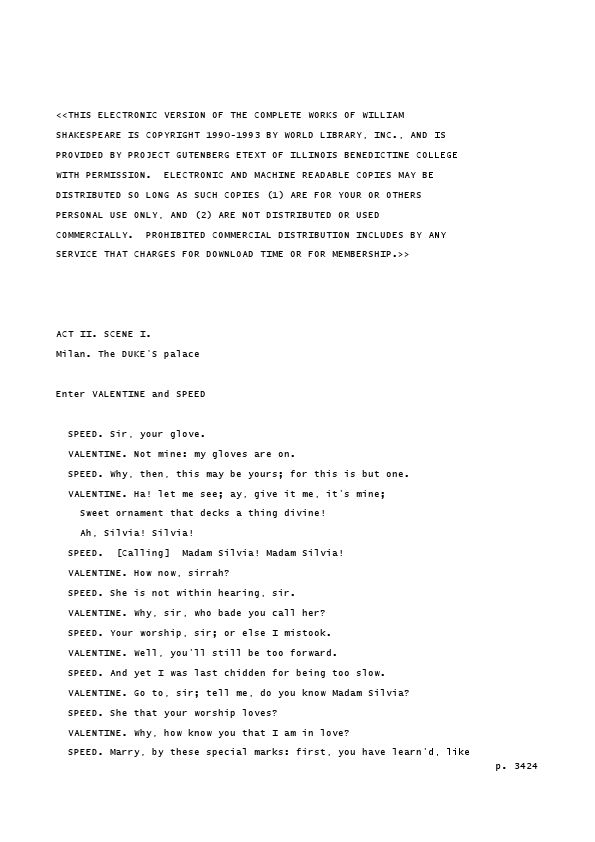 <<THIS ELECTRONIC VERSION OF THE COMPLETE WORKS OF WILLIAM
SHAKESPEARE IS COPYRIGHT 1990-1993 BY WORLD LIBRARY, INC., AND IS
PROVIDED BY PROJECT GUTENBERG ETEXT OF ILLINOIS BENEDICTINE COLLEGE
WITH PERMISSION.  ELECTRONIC AND MACHINE READABLE COPIES MAY BE
DISTRIBUTED SO LONG AS SUCH COPIES (1) ARE FOR YOUR OR OTHERS
PERSONAL USE ONLY, AND (2) ARE NOT DISTRIBUTED OR USED
COMMERCIALLY.  PROHIBITED COMMERCIAL DISTRIBUTION INCLUDES BY ANY
SERVICE THAT CHARGES FOR DOWNLOAD TIME OR FOR MEMBERSHIP.>>
ACT II. SCENE I.
Milan. The DUKE'S palace
Enter VALENTINE and SPEED
SPEED. Sir, your glove.
VALENTINE. Not mine: my gloves are on.
SPEED. Why, then, this may be yours; for this is but one.
VALENTINE. Ha! let me see; ay, give it me, it's mine;
Sweet ornament that decks a thing divine!
Ah, Silvia! Silvia!
SPEED.  [Calling]  Madam Silvia! Madam Silvia!
VALENTINE. How now, sirrah?
SPEED. She is not within hearing, sir.
VALENTINE. Why, sir, who bade you call her?
SPEED. Your worship, sir; or else I mistook.
VALENTINE. Well, you'll still be too forward.
SPEED. And yet I was last chidden for being too slow.
VALENTINE. Go to, sir; tell me, do you know Madam Silvia?
SPEED. She that your worship loves?
VALENTINE. Why, how know you that I am in love?
SPEED. Marry, by these special marks: first, you have learn'd, like
p. 3424